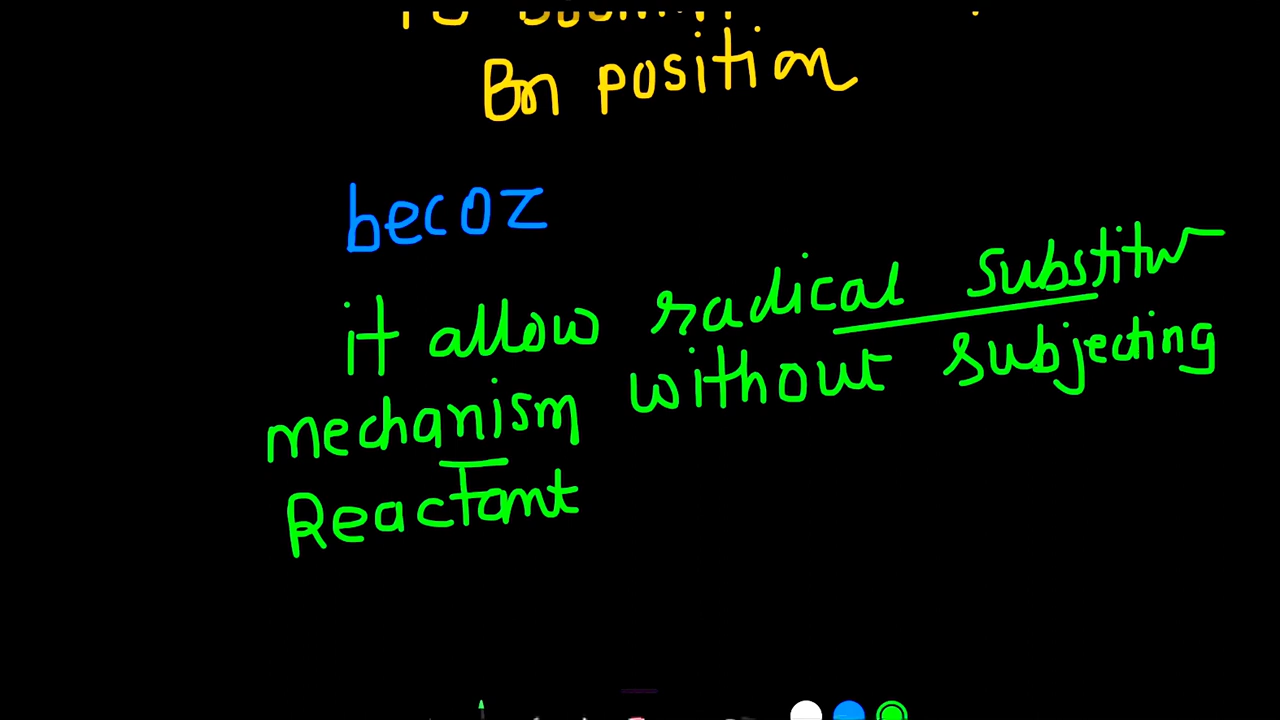 Bn position
becoz
it allow radical substitu
mechanism without subjecting
Reactant